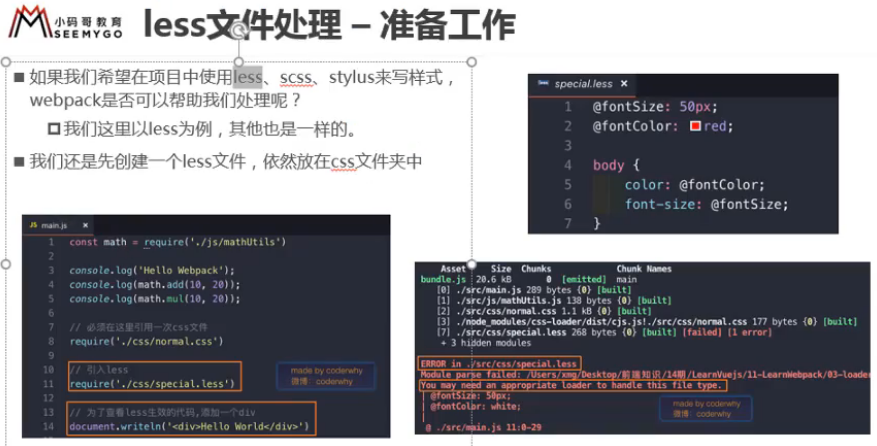 小码哥教育
SEEMYGO
less文件处理 – 准备工作
■ 如果我们希望在项目中使用less、scss、stylus来写样式，
webpack是否可以帮助我们处理呢？
我们这里以less为例，其他也是一样的。
■ 我们还是先创建一个less文件，依然放在css文件夹中
special.less ×
1 @fontSize: 50px;
2 @fontColor: red;
3
4 body {
5 color: @fontColor;
6 font-size: @fontSize;
7 }
JS main.js ×
1 const math = require('./js/mathUtils')
2
3 console.log('Hello Webpack');
4 console.log(math.add(10, 20));
5 console.log(math.mul(10, 20));
6
7 // 必须在这里引用一次css文件
8 require('./css/normal.css')
9
10 // 引入less
11 require('./css/special.less')
12
13 // 为了查看less生效的代码,添加一个div
14 document.writeln('<div>Hello World</div>')
made by coderwhy
微博：coderwhy
Asset Size Chunks Chunk Names
bundle.js 20.6 kB 0 [emitted] main
[0] ./src/main.js 289 bytes {0} [built]
[1] ./src/js/mathUtils.js 138 bytes {0} [built]
[2] ./src/css/normal.css 1.1 kB {0} [built]
[3] ./node_modules/css-loader/dist/cjs.js!./src/css/normal.css 177 bytes {0} [built]
[7] ./src/css/special.less 268 bytes {0} [built] [failed] [1 error]
+ 3 hidden modules
ERROR in ./src/css/special.less
Module parse failed: /Users/xmg/Desktop/前端知识/14期/LearnVuejs/11-LearnWebpack/03-loade
You may need an appropriate loader to handle this file type.
| @fontSize: 50px;
| @fontColor: white;
|
@ ./src/main.js 11:0-29
made by coderwhy
微博：coderwhy